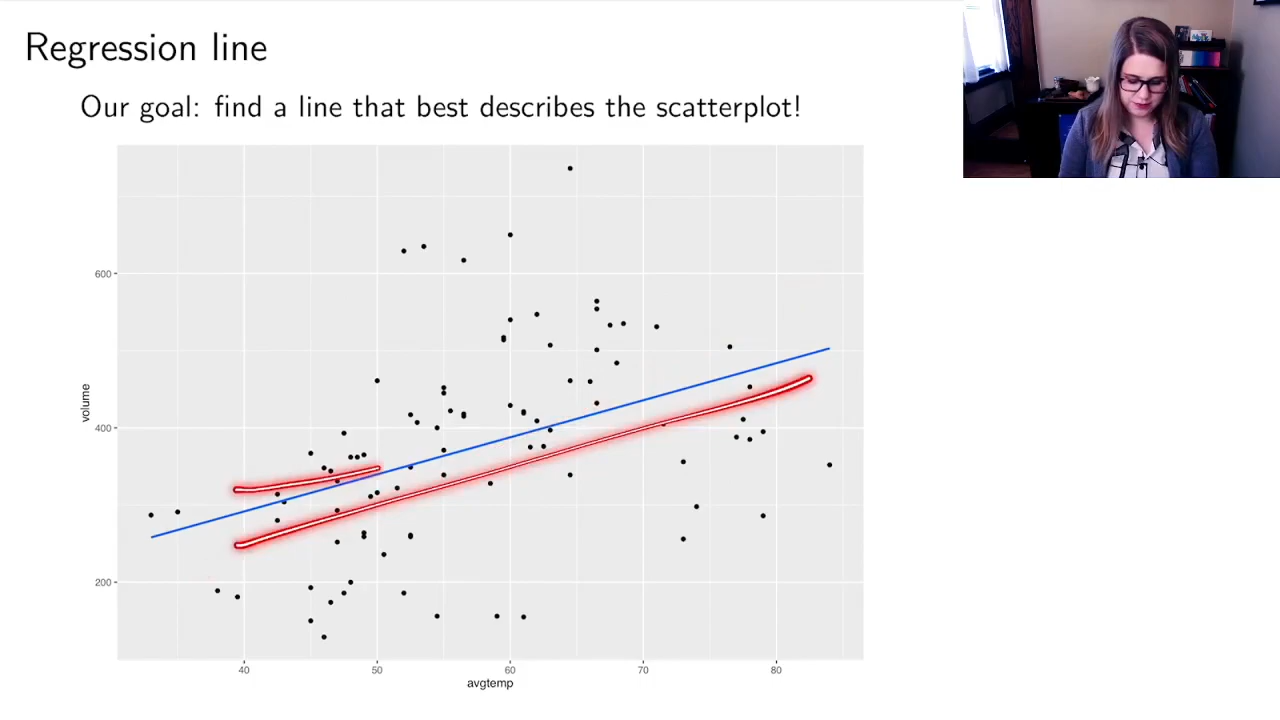 Regression line
Our goal: find a line that best describes the scatterplot!
600
400
200
volume
40 50 60 70 80
avgtemp